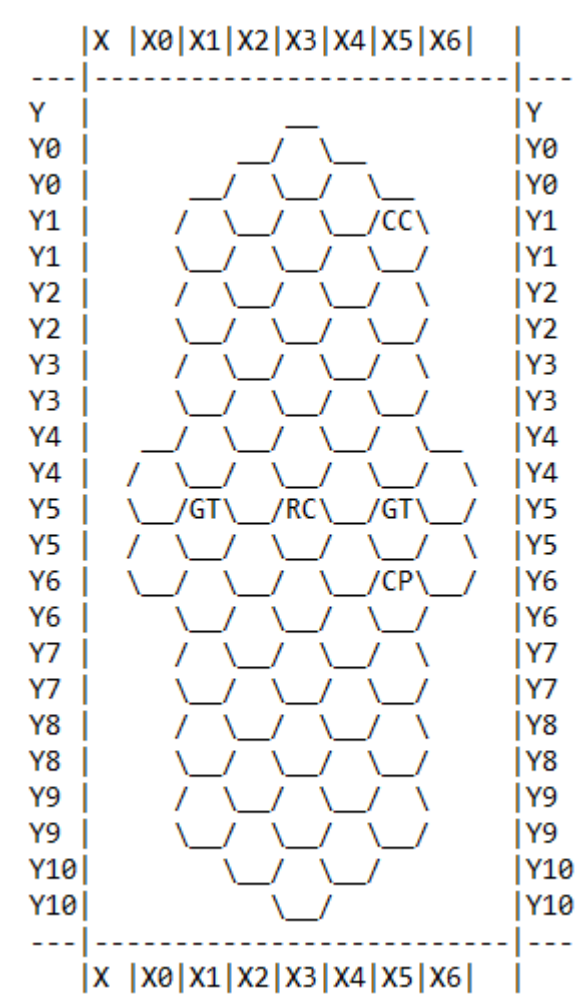 |X |X0|X1|X2|X3|X4|X5|X6|  |
---|--------------------------|---
Y  |            __            |Y
Y0 |         __/  \__         |Y0
Y0 |      __/  \__/  \__      |Y0
Y1 |     /  \__/  \__/CC\     |Y1
Y1 |     \__/  \__/  \__/     |Y1
Y2 |     /  \__/  \__/  \     |Y2
Y2 |     \__/  \__/  \__/     |Y2
Y3 |     /  \__/  \__/  \     |Y3
Y3 |     \__/  \__/  \__/     |Y3
Y4 |   __/  \__/  \__/  \__   |Y4
Y4 |  /  \__/  \__/  \__/  \  |Y4
Y5 |  \__/GT\__/RC\__/GT\__/  |Y5
Y5 |  /  \__/  \__/  \__/  \  |Y5
Y6 |  \__/  \__/  \__/CP\__/  |Y6
Y6 |     \__/  \__/  \__/     |Y6
Y7 |     /  \__/  \__/  \     |Y7
Y7 |     \__/  \__/  \__/     |Y7
Y8 |     /  \__/  \__/  \     |Y8
Y8 |     \__/  \__/  \__/     |Y8
Y9 |     /  \__/  \__/  \     |Y9
Y9 |     \__/  \__/  \__/     |Y9
Y10|        \__/  \__/        |Y10
Y10|           \__/           |Y10
---|--------------------------|---
|X |X0|X1|X2|X3|X4|X5|X6|  |